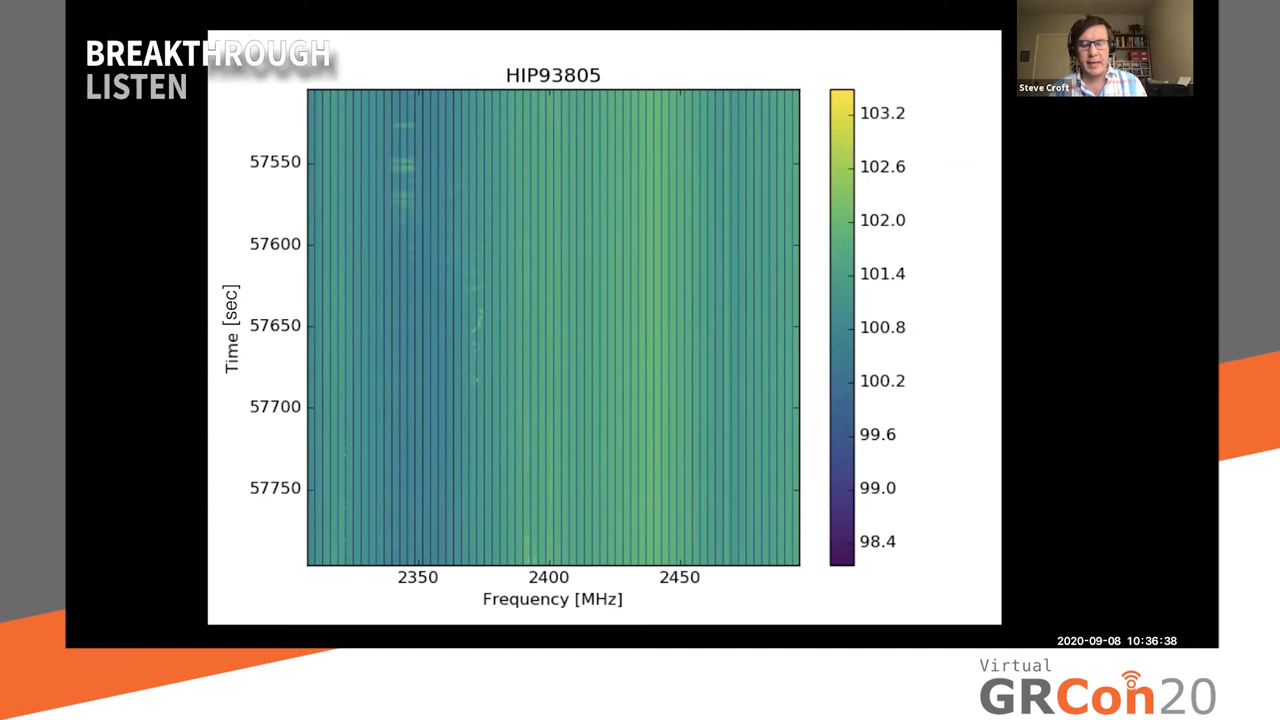 BREAKTHROUGH
LISTEN
HIP93805
Steve Croft
57550
57600
57650
57700
57750
Time [sec]
2350
2400
2450
Frequency [MHz]
103.2
102.6
102.0
101.4
100.8
100.2
99.6
99.0
98.4
2020-09-08 10:36:38
Virtual
GRCon20